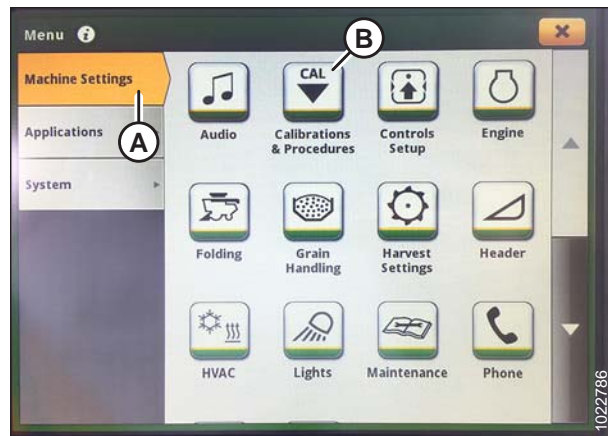 Menu i
B
Machine Settings
A
Applications
System
CAL
Audio
Calibrations
& Procedures
Controls
Setup
Engine
Folding
Grain
Handling
Harvest
Settings
Header
HVAC
Lights
Maintenance
Phone
1022786